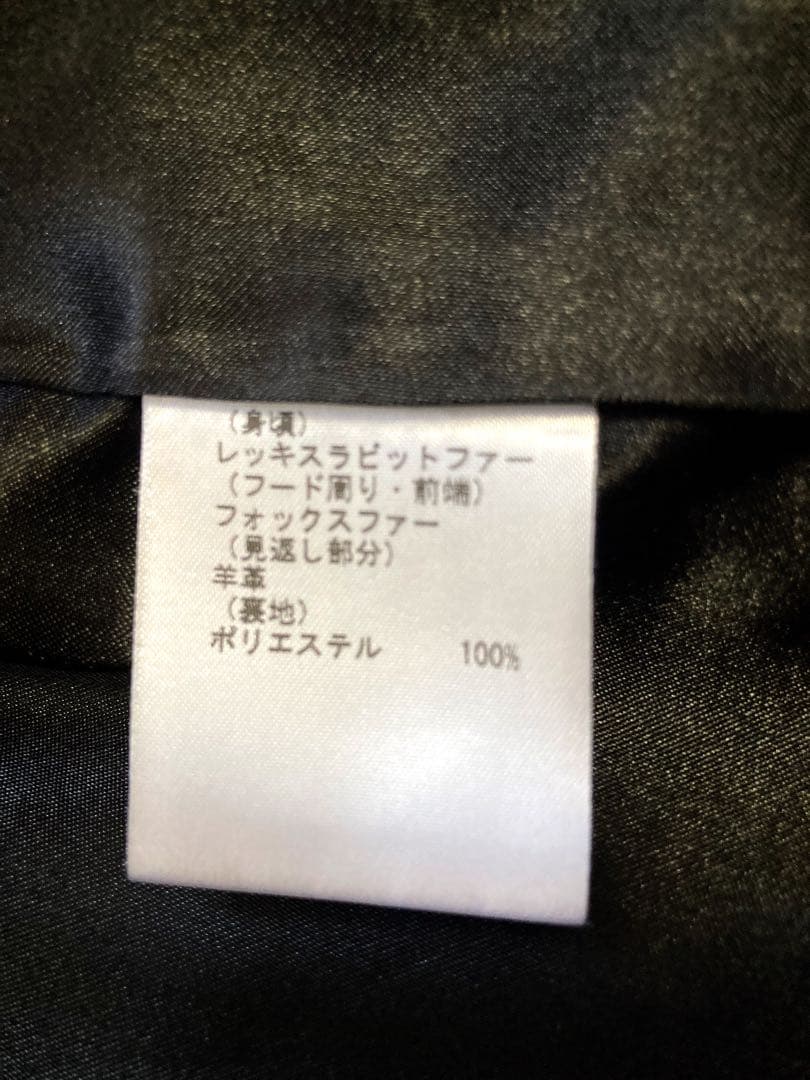 (身頃)
レッキスラビットファー
(フード周り・前端)
フォックスファー
(見返し部分)
羊革
(裏地)
ポリエステル 100%